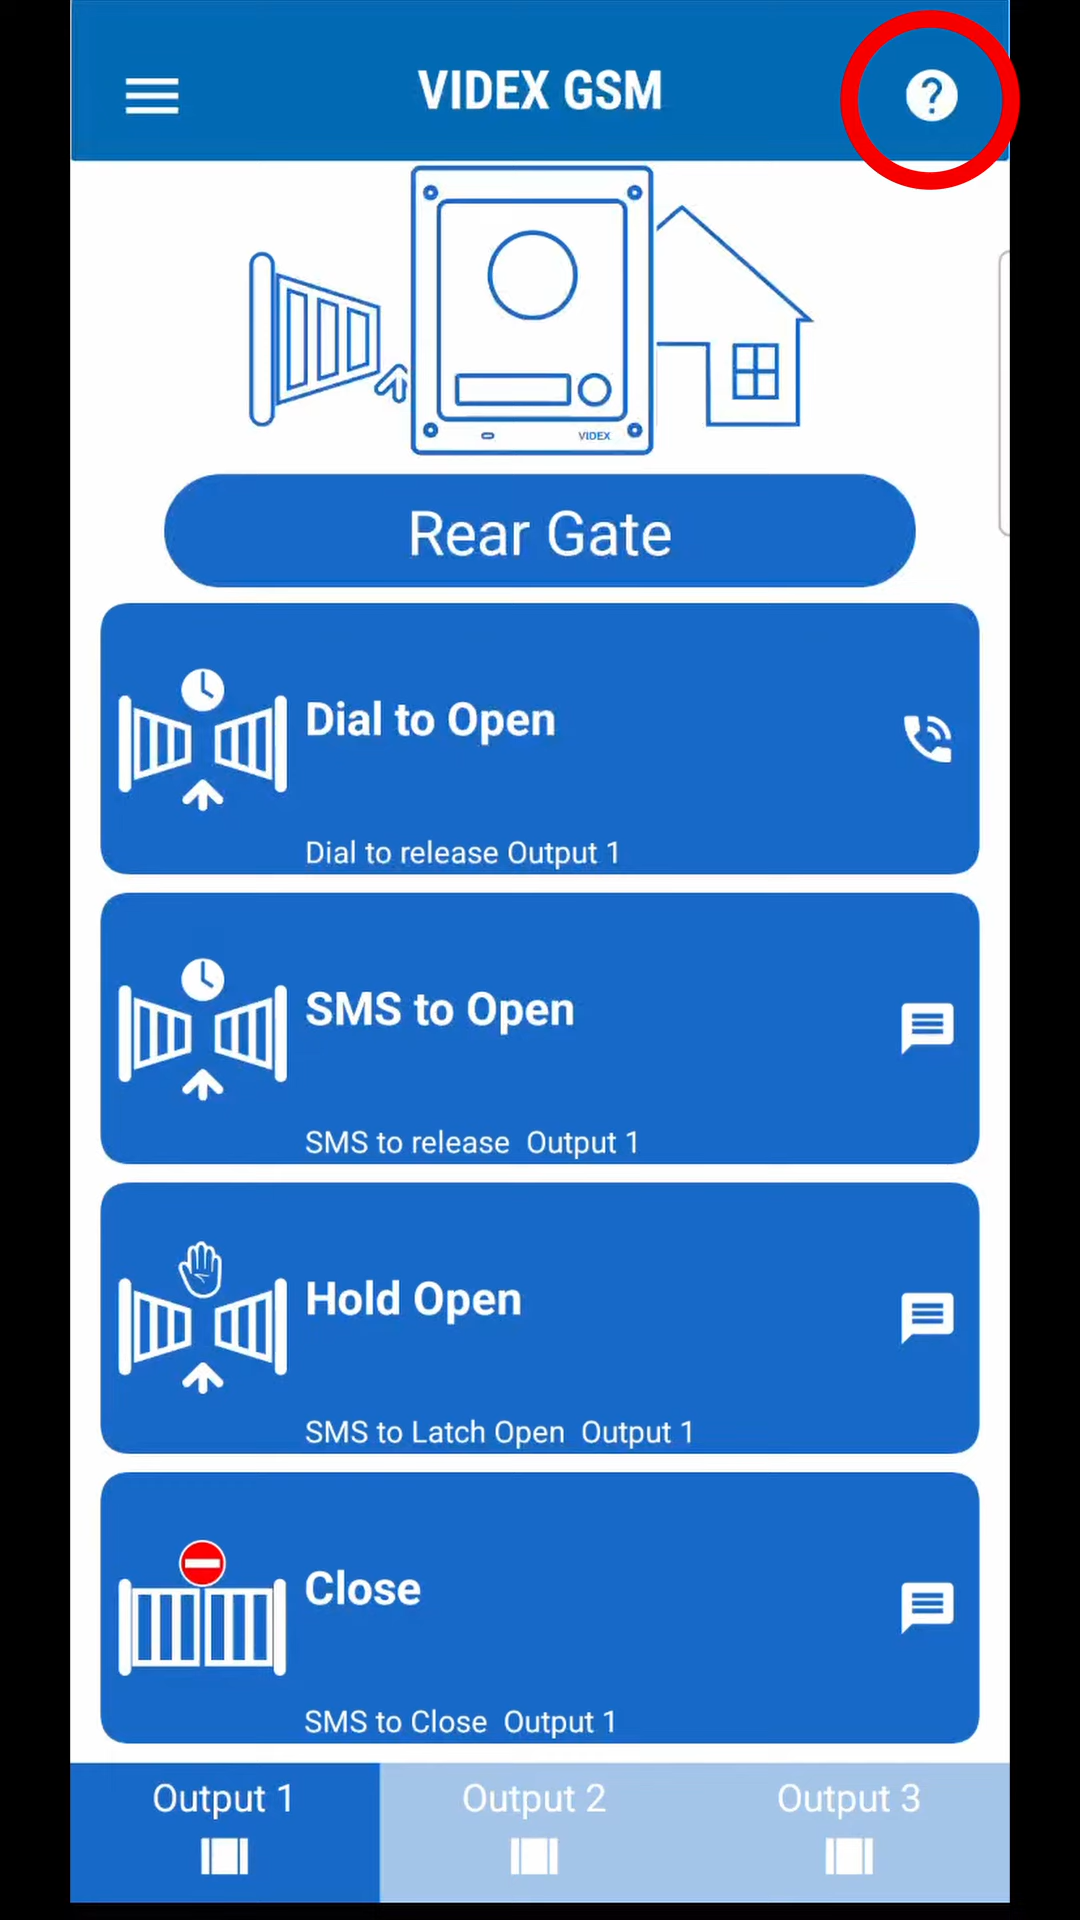 VIDEX GSM
VIDEX
Rear Gate
Dial to Open
Dial to release Output 1
SMS to Open
SMS to release Output 1
Hold Open
SMS to Latch Open Output 1
Close
SMS to Close Output 1
Output 1
Output 2
Output 3